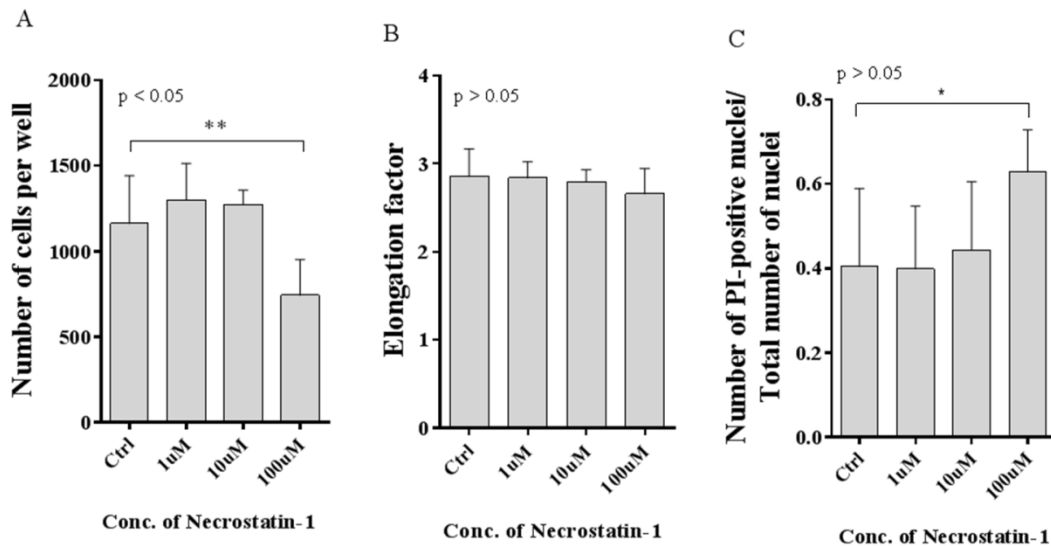 A
Number of cells per well
2000
1500
1000
500
0
p < 0.05
**
Ctrl
1uM
10uM
100uM
Conc. of Necrostatin-1
B
Elongation factor
4
3
2
1
0
p > 0.05
Ctrl
1uM
10uM
100uM
Conc. of Necrostatin-1
C
Number of PI-positive nuclei/
Total number of nuclei
p > 0.05
0.8
0.6
0.4
0.2
0.0
*
Ctrl
1uM
10uM
100uM
Conc. of Necrostatin-1